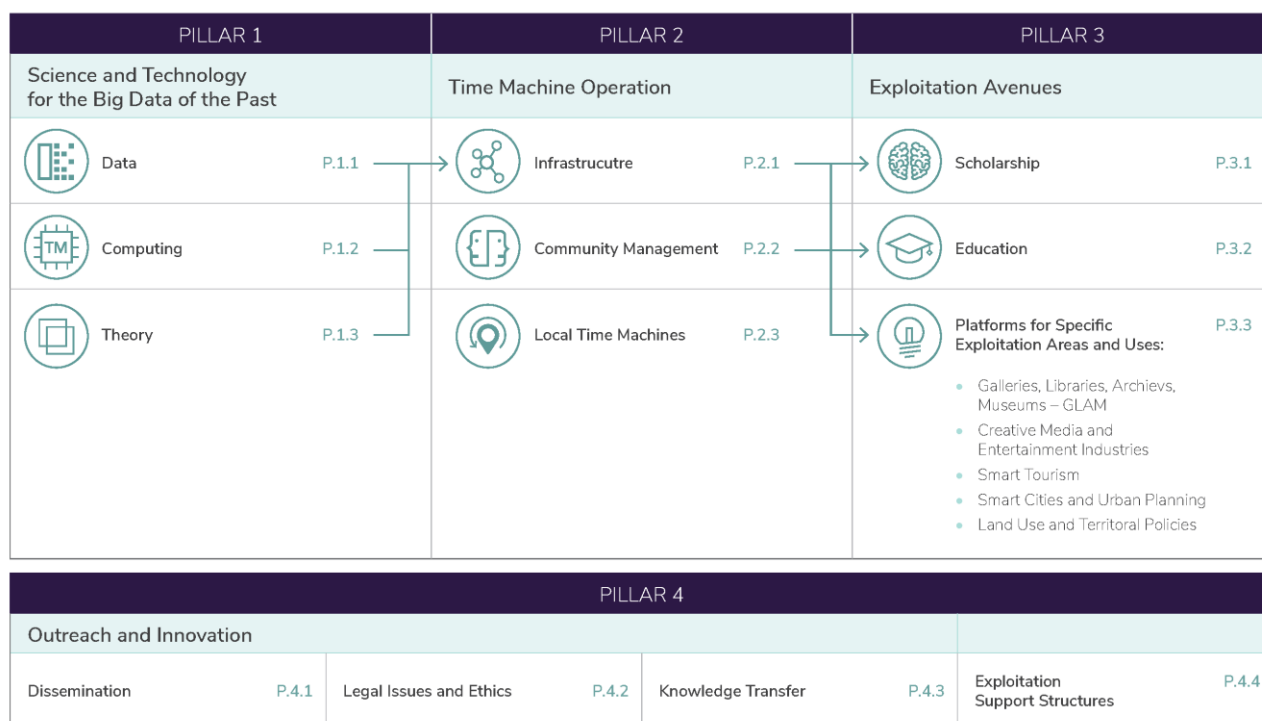 PILLAR 1
Science and Technology
for the Big Data of the Past
Data P.1.1
TM
Computing P.1.2
Theory P.1.3
PILLAR 2
Time Machine Operation
Infrastrucutre P.2.1
Community Management P.2.2
Local Time Machines P.2.3
PILLAR 3
Exploitation Avenues
Scholarship P.3.1
Education P.3.2
Platforms for Specific P.3.3
Exploitation Areas and Uses:
• Galleries, Libraries, Archievs,
Museums – GLAM
• Creative Media and
Entertainment Industries
• Smart Tourism
• Smart Cities and Urban Planning
• Land Use and Territoral Policies
PILLAR 4
Outreach and Innovation
Dissemination P.4.1
Legal Issues and Ethics P.4.2
Knowledge Transfer P.4.3
Exploitation P.4.4
Support Structures